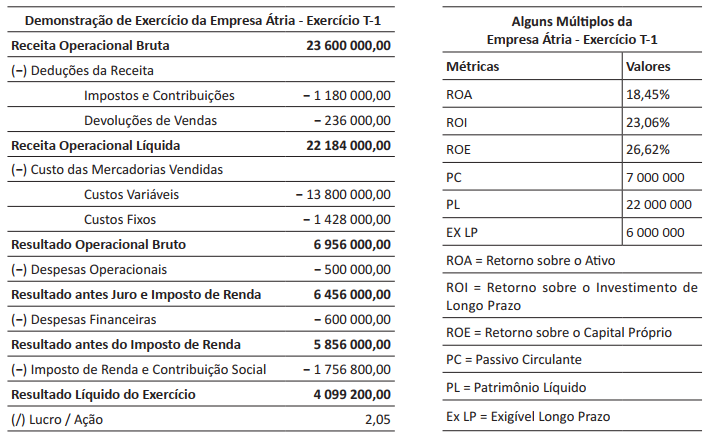 Demonstração de Exercício da Empresa Átria - Exercício T-1
Receita Operacional Bruta 23 600 000,00
(−) Deduções da Receita
Impostos e Contribuições − 1 180 000,00
Devoluções de Vendas − 236 000,00
Receita Operacional Líquida 22 184 000,00
(−) Custo das Mercadorias Vendidas
Custos Variáveis − 13 800 000,00
Custos Fixos − 1 428 000,00
Resultado Operacional Bruto 6 956 000,00
(−) Despesas Operacionais − 500 000,00
Resultado antes Juro e Imposto de Renda 6 456 000,00
(−) Despesas Financeiras − 600 000,00
Resultado antes do Imposto de Renda 5 856 000,00
(−) Imposto de Renda e Contribuição Social − 1 756 800,00
Resultado Líquido do Exercício 4 099 200,00
(/) Lucro / Ação 2,05
Alguns Múltiplos da
Empresa Átria - Exercício T-1
Métricas Valores
ROA 18,45%
ROI 23,06%
ROE 26,62%
PC 7 000 000
PL 22 000 000
EX LP 6 000 000
ROA = Retorno sobre o Ativo
ROI = Retorno sobre o Investimento de
Longo Prazo
ROE = Retorno sobre o Capital Próprio
PC = Passivo Circulante
PL = Patrimônio Líquido
Ex LP = Exigível Longo Prazo